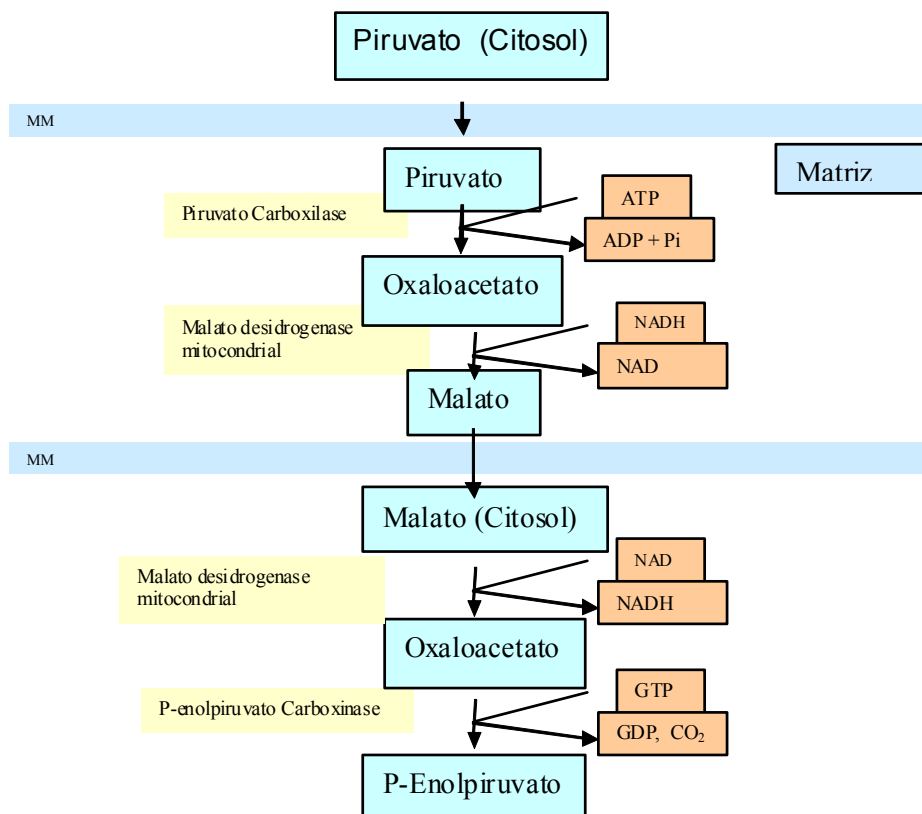 Piruvato (Citosol)
MM
Matriz
Piruvato
Piruvato Carboxilase
ATP
ADP + Pi
Oxaloacetato
Malato desidrogenase
mitocondrial
NADH
NAD
Malato
MM
Malato (Citosol)
Malato desidrogenase
mitocondrial
NAD
NADH
Oxaloacetato
P-enolpiruvato Carboxinase
GTP
GDP, CO₂
P-Enolpiruvato